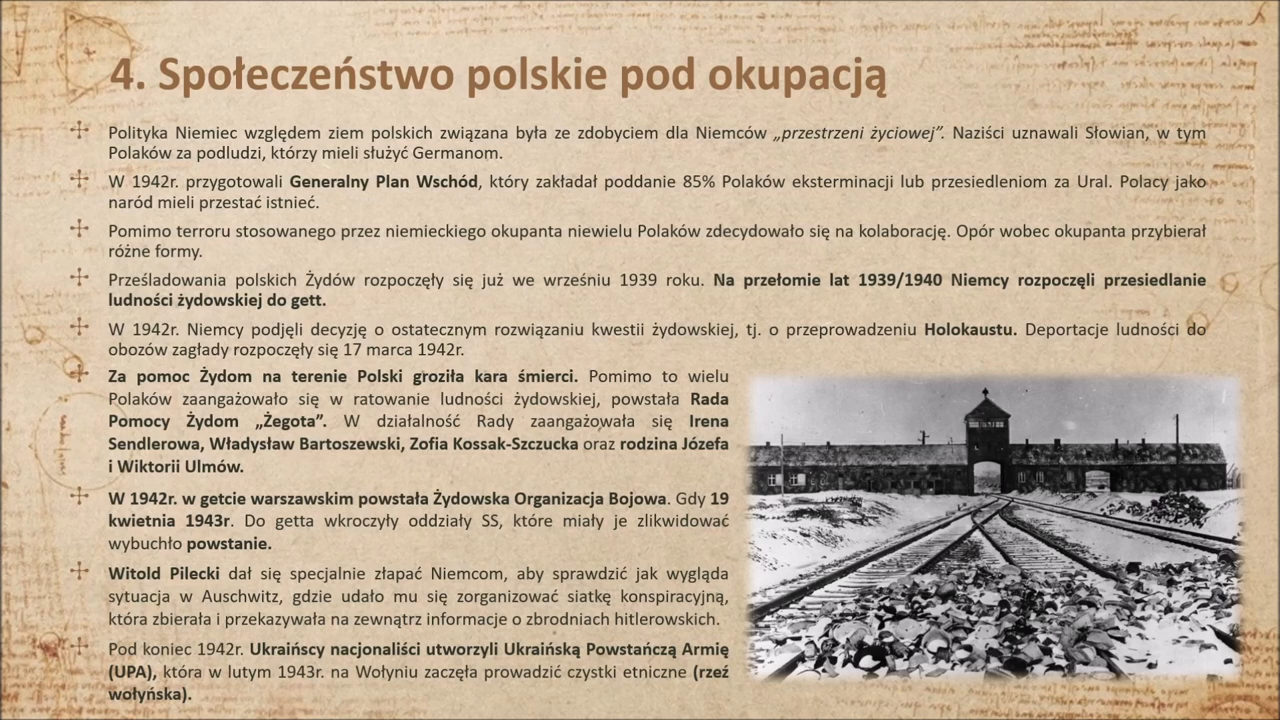 4. Społeczeństwo polskie pod okupacją
Polityka Niemiec względem ziem polskich związana była ze zdobyciem dla Niemców „przestrzeni życiowej”. Naziści uznawali Słowian, w tym
Polaków za podludzi, którzy mieli służyć Germanom.
W 1942r. przygotowali Generalny Plan Wschód, który zakładał poddanie 85% Polaków eksterminacji lub przesiedleniom za Ural. Polacy jako
naród mieli przestać istnieć.
Pomimo terroru stosowanego przez niemieckiego okupanta niewielu Polaków zdecydowało się na kolaborację. Opór wobec okupanta przybierał
różne formy.
Prześladowania polskich Żydów rozpoczęły się już we wrześniu 1939 roku. Na przełomie lat 1939/1940 Niemcy rozpoczęli przesiedlanie
ludności żydowskiej do gett.
W 1942r. Niemcy podjęli decyzję o ostatecznym rozwiązaniu kwestii żydowskiej, tj. o przeprowadzeniu Holokaustu. Deportacje ludności do
obozów zagłady rozpoczęły się 17 marca 1942r.
Za pomoc Żydom na terenie Polski groziła kara śmierci. Pomimo to wielu
Polaków zaangażowało się w ratowanie ludności żydowskiej, powstała Rada
Pomocy Żydom „Żegota”. W działalność Rady zaangażowała się Irena
Sendlerowa, Władysław Bartoszewski, Zofia Kossak-Szczucka oraz rodzina Józefa
i Wiktorii Ulmów.
W 1942r. w getcie warszawskim powstała Żydowska Organizacja Bojowa. Gdy 19
kwietnia 1943r. Do getta wkroczyły oddziały SS, które miały je zlikwidować
wybuchło powstanie.
Witold Pilecki dał się specjalnie złapać Niemcom, aby sprawdzić jak wygląda
sytuacja w Auschwitz, gdzie udało mu się zorganizować siatkę konspiracyjną,
która zbierała i przekazywała na zewnątrz informacje o zbrodniach hitlerowskich.
Pod koniec 1942r. Ukraińscy nacjonaliści utworzyli Ukraińską Powstańczą Armię
(UPA), która w lutym 1943r. na Wołyniu zaczęła prowadzić czystki etniczne (rzeź
wołyńska).